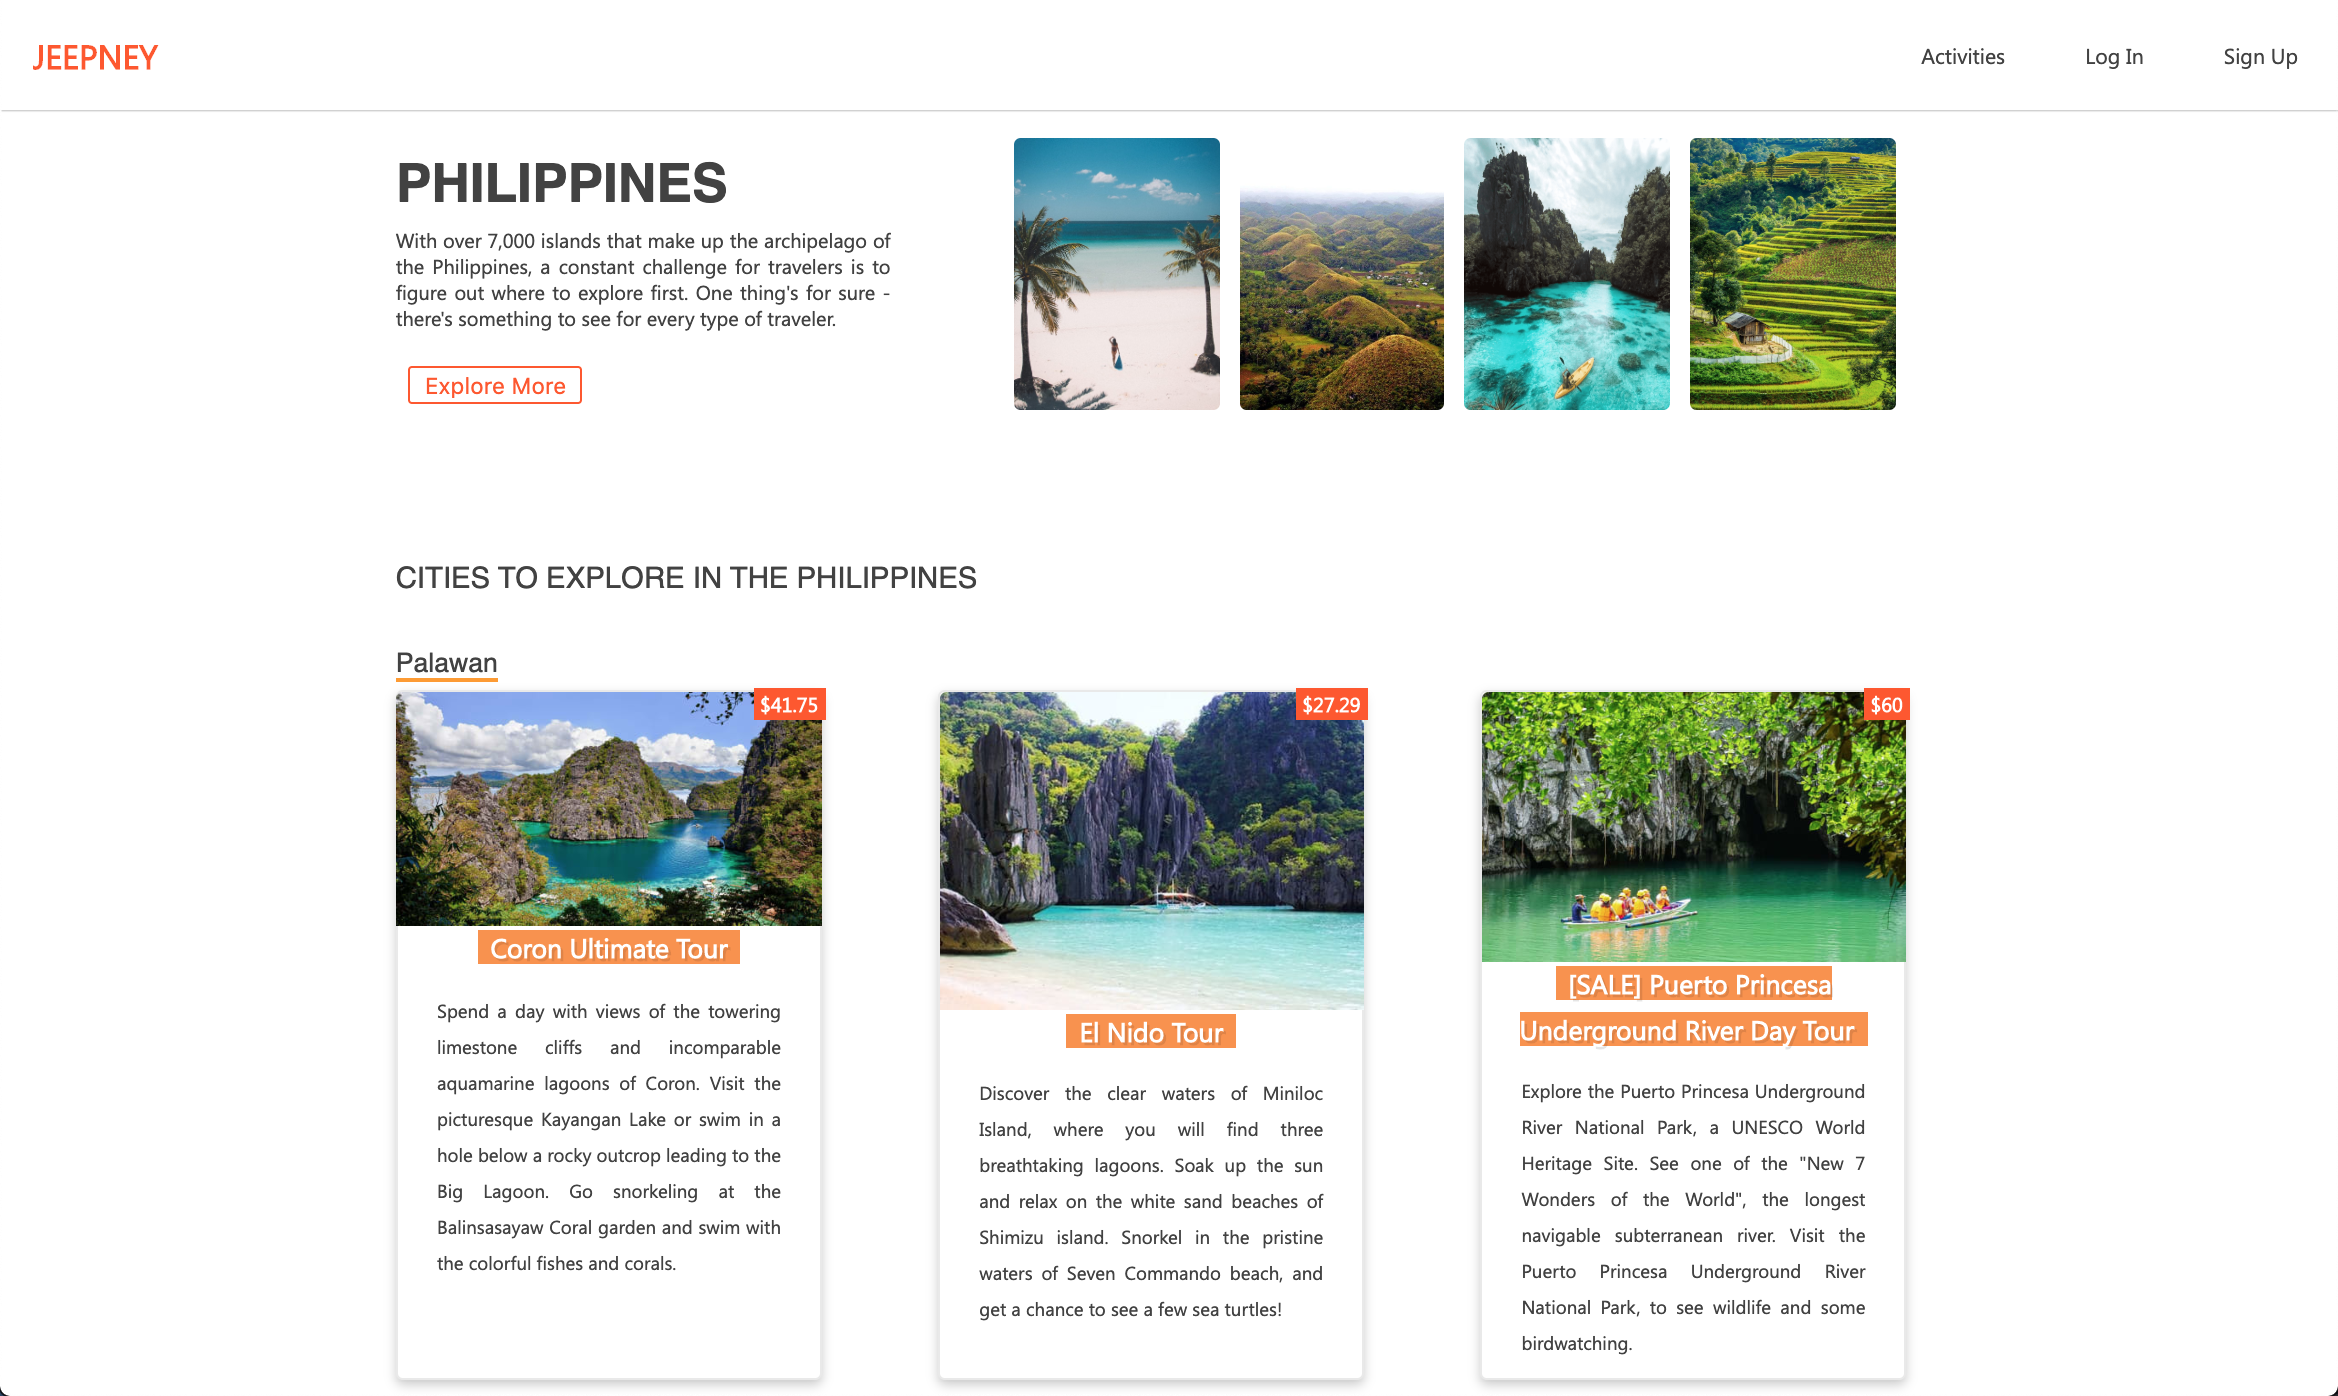 JEEPNEY
Activities
Log In
Sign Up
PHILIPPINES
With over 7,000 islands that make up the archipelago of
the Philippines, a constant challenge for travelers is to
figure out where to explore first. One thing's for sure -
there's something to see for every type of traveler.
Explore More
CITIES TO EXPLORE IN THE PHILIPPINES
Palawan
$41.75
Coron Ultimate Tour
Spend a day with views of the towering
limestone cliffs and incomparable
aquamarine lagoons of Coron. Visit the
picturesque Kayangan Lake or swim in a
hole below a rocky outcrop leading to the
Big Lagoon. Go snorkeling at the
Balinsasayaw Coral garden and swim with
the colorful fishes and corals.
$27.29
El Nido Tour
Discover the clear waters of Miniloc
Island, where you will find three
breathtaking lagoons. Soak up the sun
and relax on the white sand beaches of
Shimizu island. Snorkel in the pristine
waters of Seven Commando beach, and
get a chance to see a few sea turtles!
$60
[SALE] Puerto Princesa
Underground River Day Tour
Explore the Puerto Princesa Underground
River National Park, a UNESCO World
Heritage Site. See one of the "New 7
Wonders of the World", the longest
navigable subterranean river. Visit the
Puerto Princesa Underground River
National Park, to see wildlife and some
birdwatching.